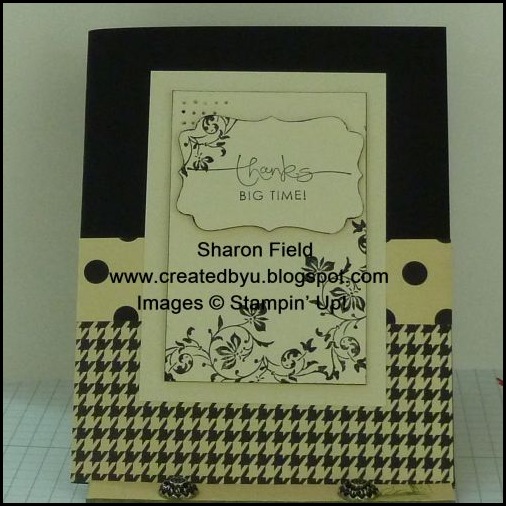 thanks
BIG TIME!
Sharon Field
www.createdbyu.blogspot.com
Images © Stampin' Up!